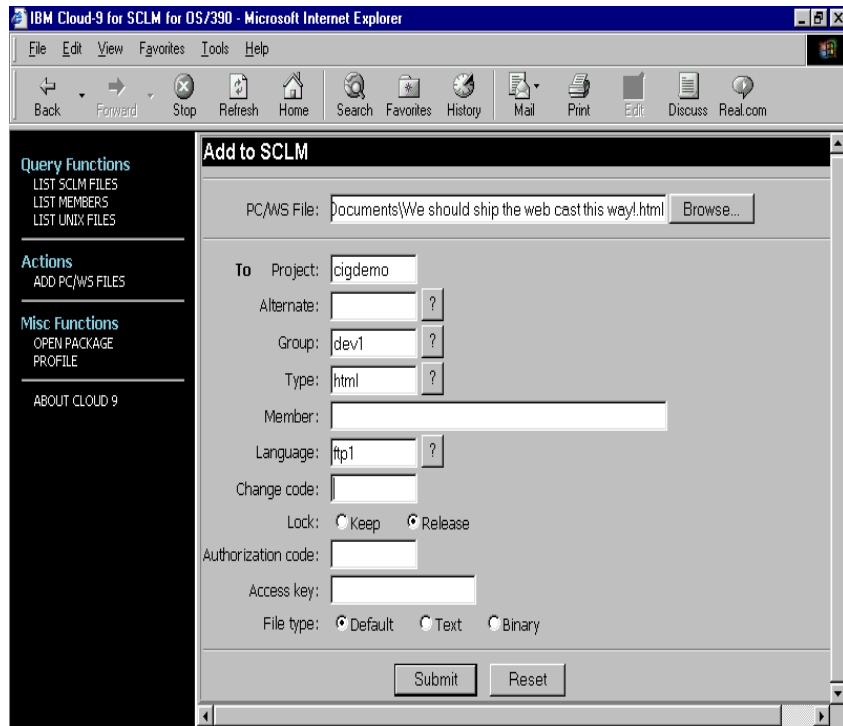 IBM Cloud-9 for SCLM for OS/390 - Microsoft Internet Explorer
File Edit View Favorites Tools Help
Back Forward Stop Refresh Home Search Favorites History Mail Print Edit Discuss Real.com
Query Functions
LIST SCLM FILES
LIST MEMBERS
LIST UNIX FILES
Actions
ADD PC/WS FILES
Misc Functions
OPEN PACKAGE
PROFILE
ABOUT CLOUD 9
Add to SCLM
PC/WS File: Documents\We should ship the web cast this way!.html Browse...
To Project: cigdemo
Alternate: ?
Group: dev1 ?
Type: html ?
Member:
Language: ftp1 ?
Change code:
Lock: Keep Release
Authorization code:
Access key:
File type: Default Text Binary
Submit Reset